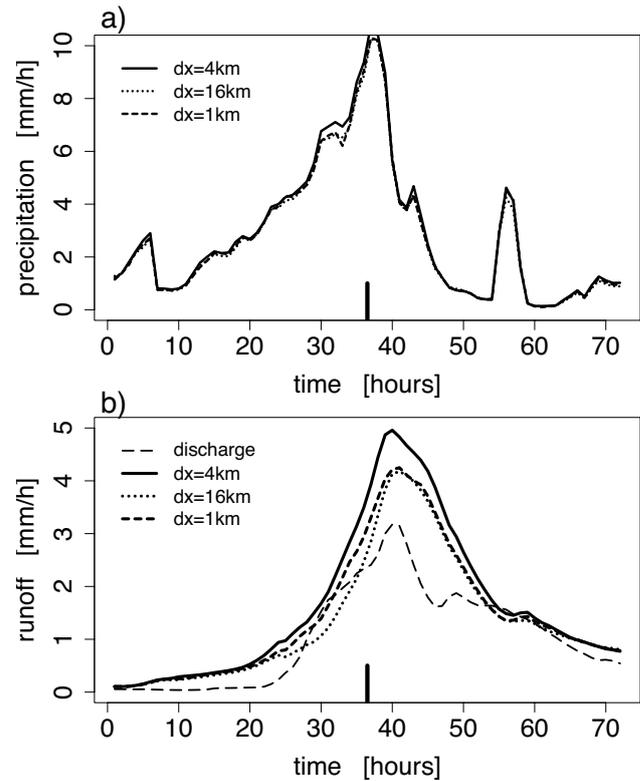 a)
precipitation [mm/h]
10
8
6
4
2
0
dx=4km
dx=16km
dx=1km
0 10 20 30 40 50 60 70
time [hours]
b)
runoff [mm/h]
5
4
3
2
1
0
discharge
dx=4km
dx=16km
dx=1km
0 10 20 30 40 50 60 70
time [hours]